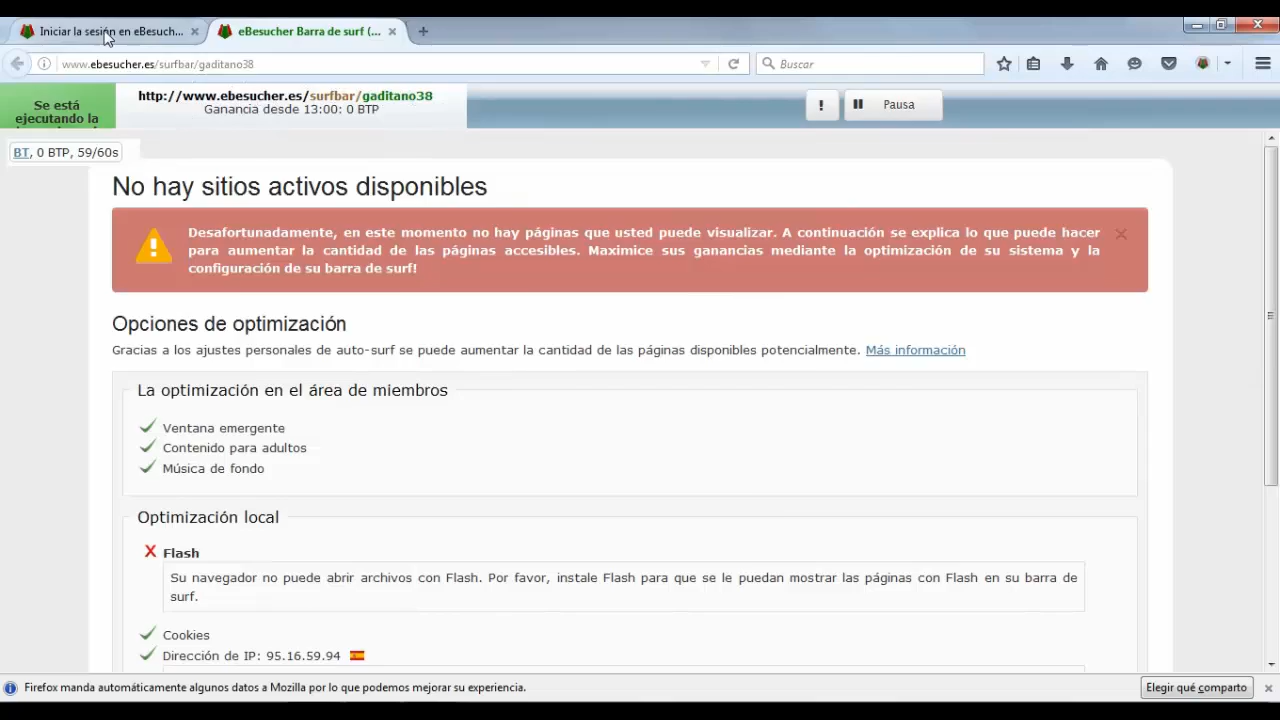 Iniciar la sesión en eBesuch...
eBesucher Barra de surf (...
www.ebesucher.es/surfbar/gaditano38
Buscar
Se está
ejecutando la
http://www.ebesucher.es/surfbar/gaditano38
Ganancia desde 13:00: 0 BTP
!
Pausa
BT, 0 BTP, 59/60s
No hay sitios activos disponibles
Desafortunadamente, en este momento no hay páginas que usted puede visualizar. A continuación se explica lo que puede hacer
para aumentar la cantidad de las páginas accesibles. Maximice sus ganancias mediante la optimización de su sistema y la
configuración de su barra de surf!
Opciones de optimización
Gracias a los ajustes personales de auto-surf se puede aumentar la cantidad de las páginas disponibles potencialmente. Más información
La optimización en el área de miembros
Ventana emergente
Contenido para adultos
Música de fondo
Optimización local
Flash
Su navegador no puede abrir archivos con Flash. Por favor, instale Flash para que se le puedan mostrar las páginas con Flash en su barra de
surf.
Cookies
Dirección de IP: 95.16.59.94
Firefox manda automáticamente algunos datos a Mozilla por lo que podemos mejorar su experiencia.
Elegir qué comparto